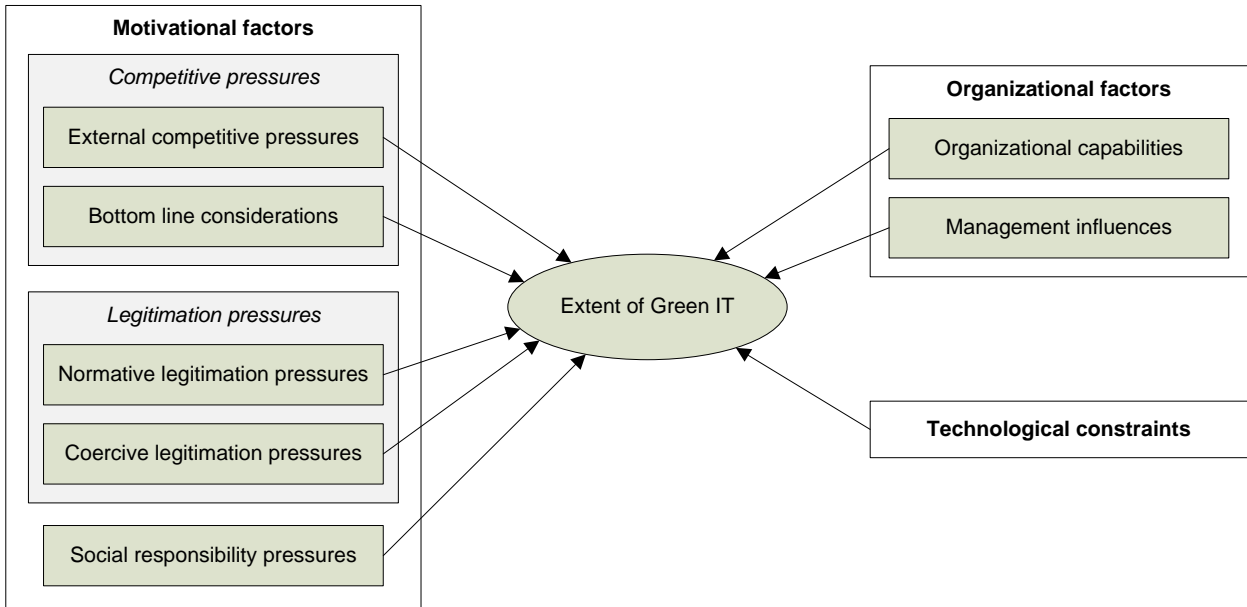 Motivational factors
Competitive pressures
External competitive pressures
Bottom line considerations
Legitimation pressures
Normative legitimation pressures
Coercive legitimation pressures
Social responsibility pressures
Extent of Green IT
Organizational factors
Organizational capabilities
Management influences
Technological constraints